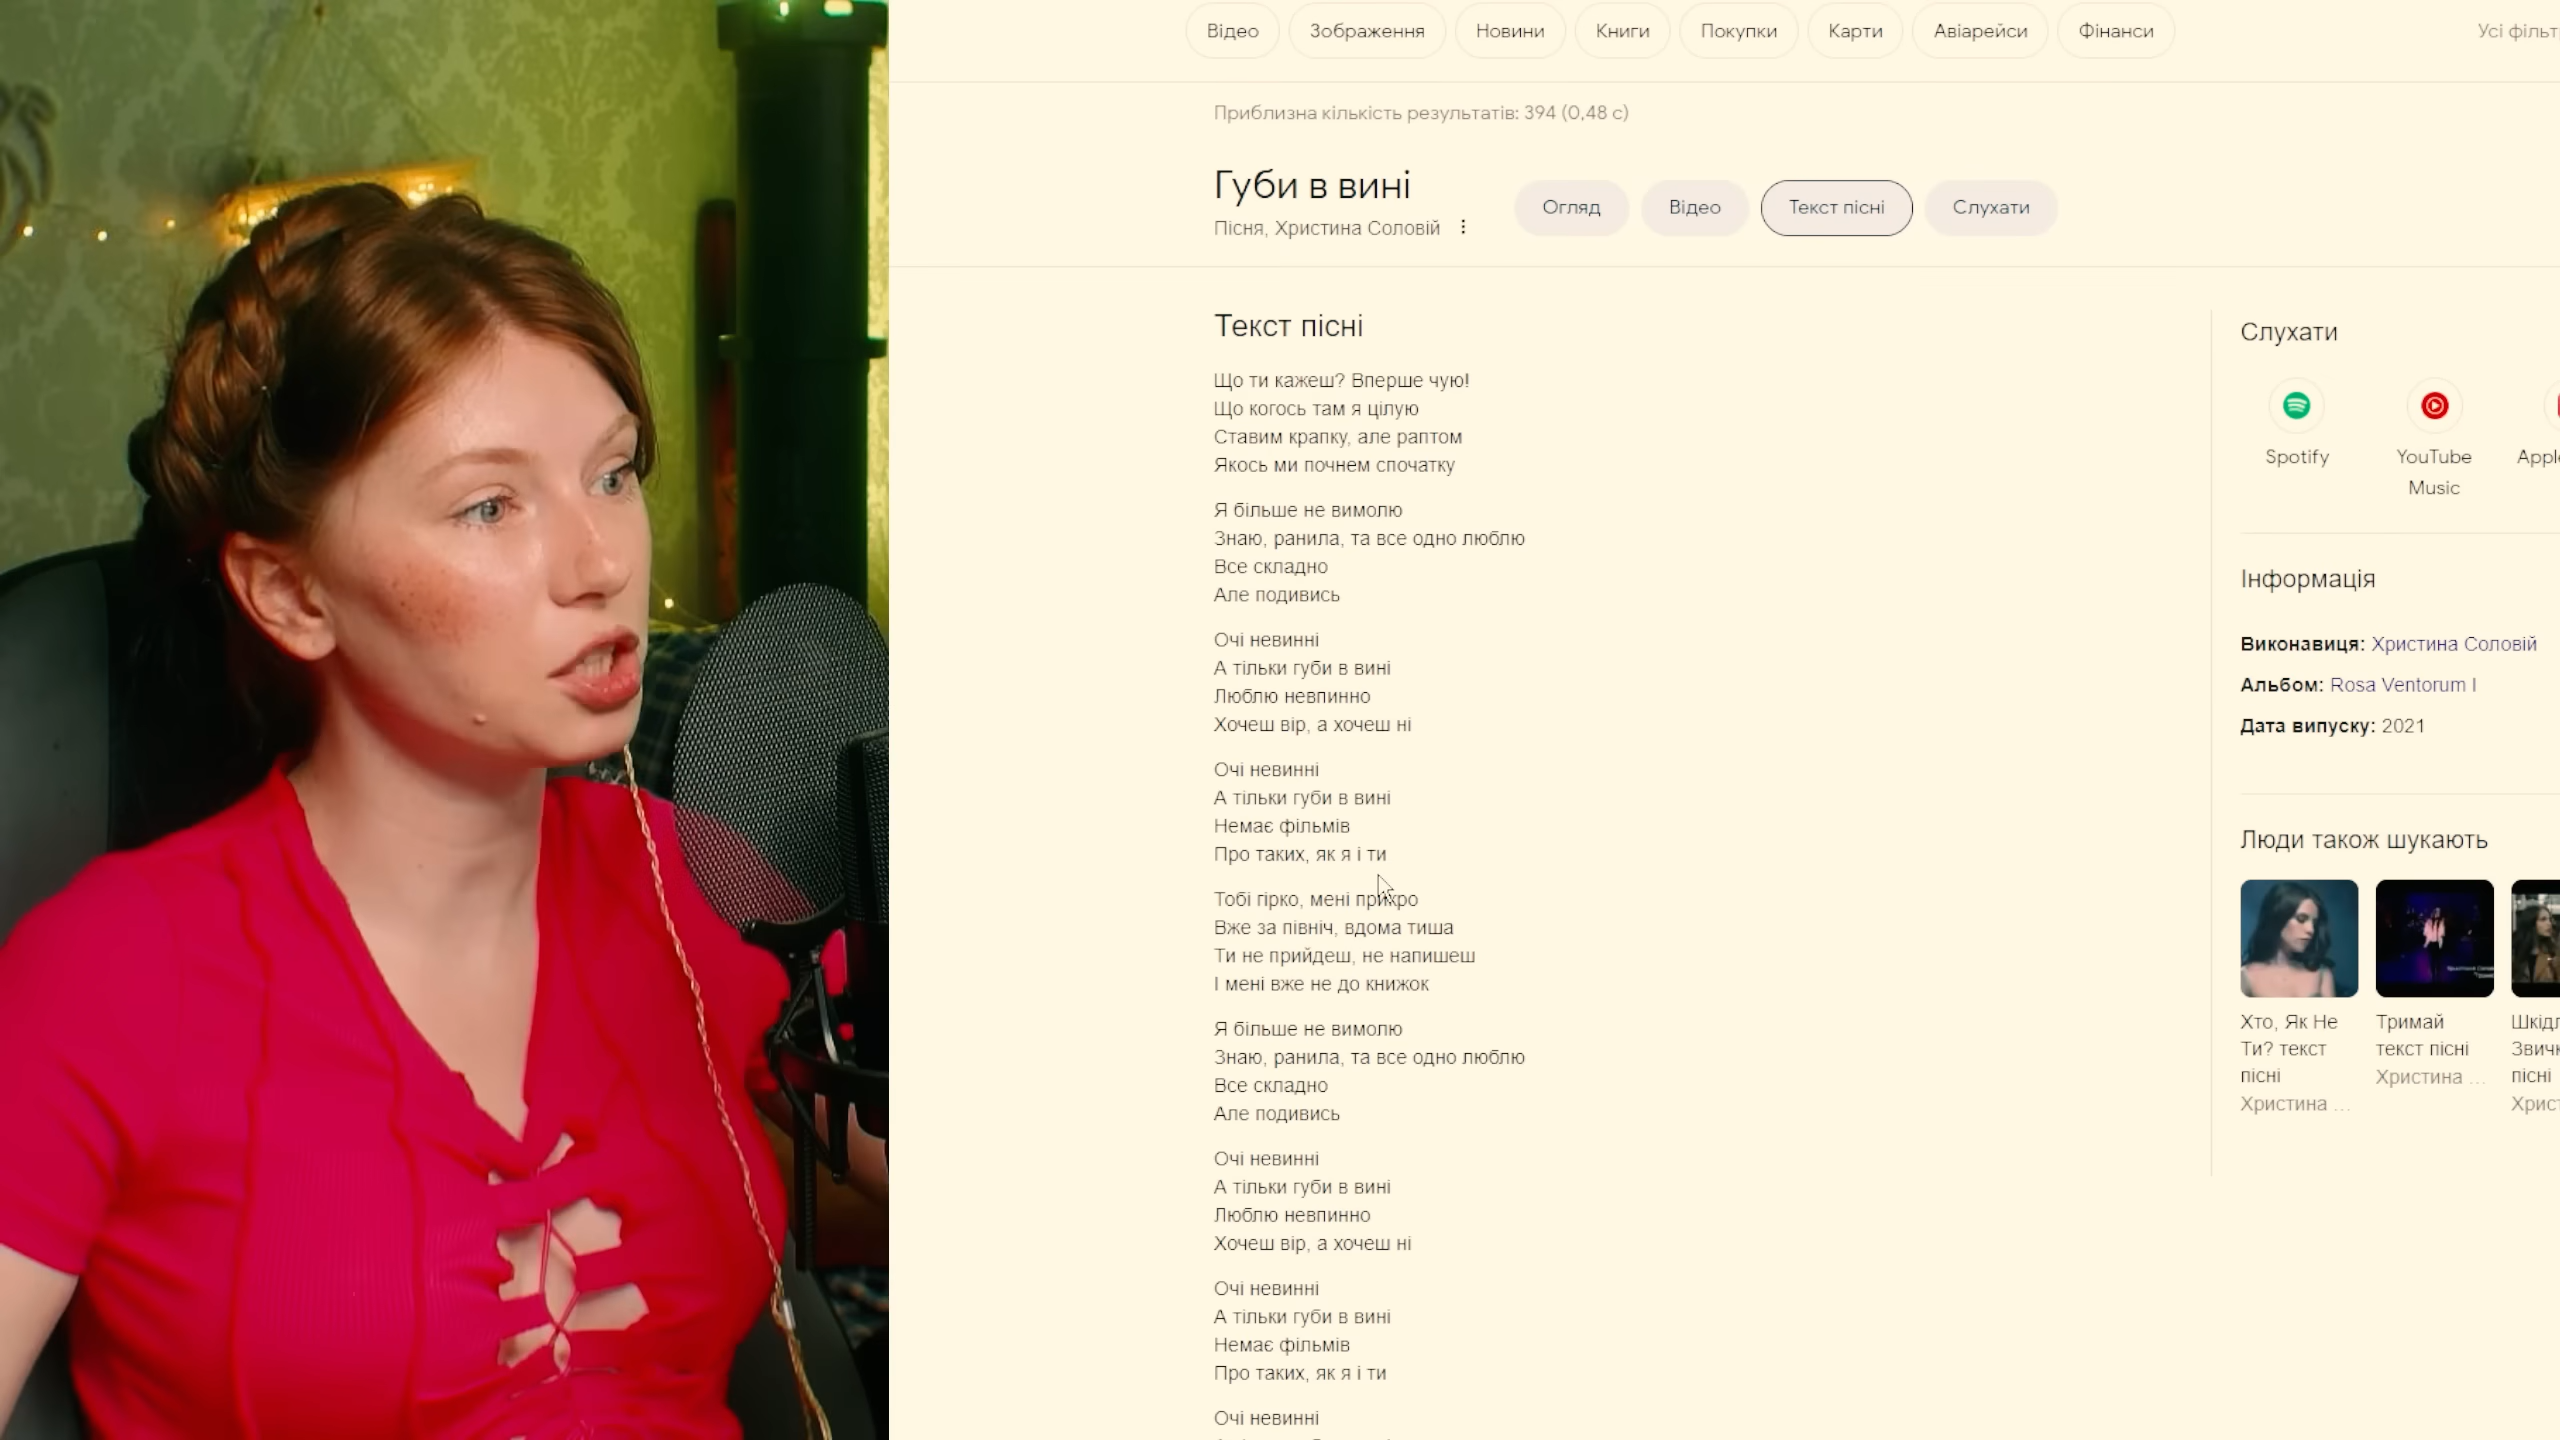 Відео Зображення Новини Книги Покупки Карти Авіарейси Фінанси
Приблизна кількість результатів: 394 (0,48 с)
Губи в вині
Пісня, Христина Соловій
Огляд Відео Текст пісні Слухати
Текст пісні
Що ти кажеш? Вперше чую!
Що когось там я цілую
Ставим крапку, але раптом
Якось ми почнем спочатку
Я більше не вимолю
Знаю, ранила, та все одно люблю
Все складно
Але подивись
Очі невинні
А тільки губи в вині
Люблю невпинно
Хочеш вір, а хочеш ні
Очі невинні
А тільки губи в вині
Немає фільмів
Про таких, як я і ти
Тобі гірко, мені прикро
Вже за північ, вдома тиша
Ти не прийдеш, не напишеш
І мені вже не до книжок
Я більше не вимолю
Знаю, ранила, та все одно люблю
Все складно
Але подивись
Очі невинні
А тільки губи в вині
Люблю невпинно
Хочеш вір, а хочеш ні
Очі невинні
А тільки губи в вині
Немає фільмів
Про таких, як я і ти
Очі невинні
Слухати
Spotify
YouTube
Music
Інформація
Виконавиця: Христина Соловій
Альбом: Rosa Ventorum I
Дата випуску: 2021
Люди також шукають
Хто, Як Не
Ти? текст
пісні
Христина ...
Тримай
текст пісні
Христина ...
пісні